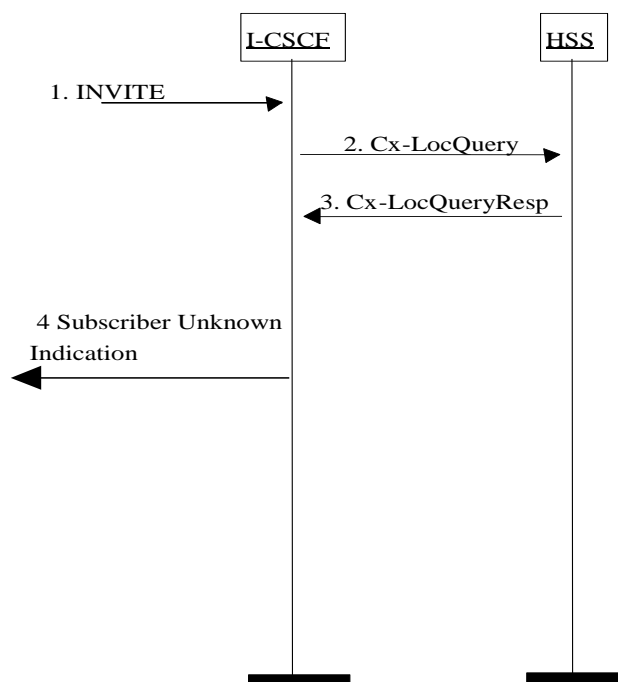 I-CSCF
HSS
1. INVITE
2. Cx-LocQuery
3. Cx-LocQueryResp
4 Subscriber Unknown
Indication